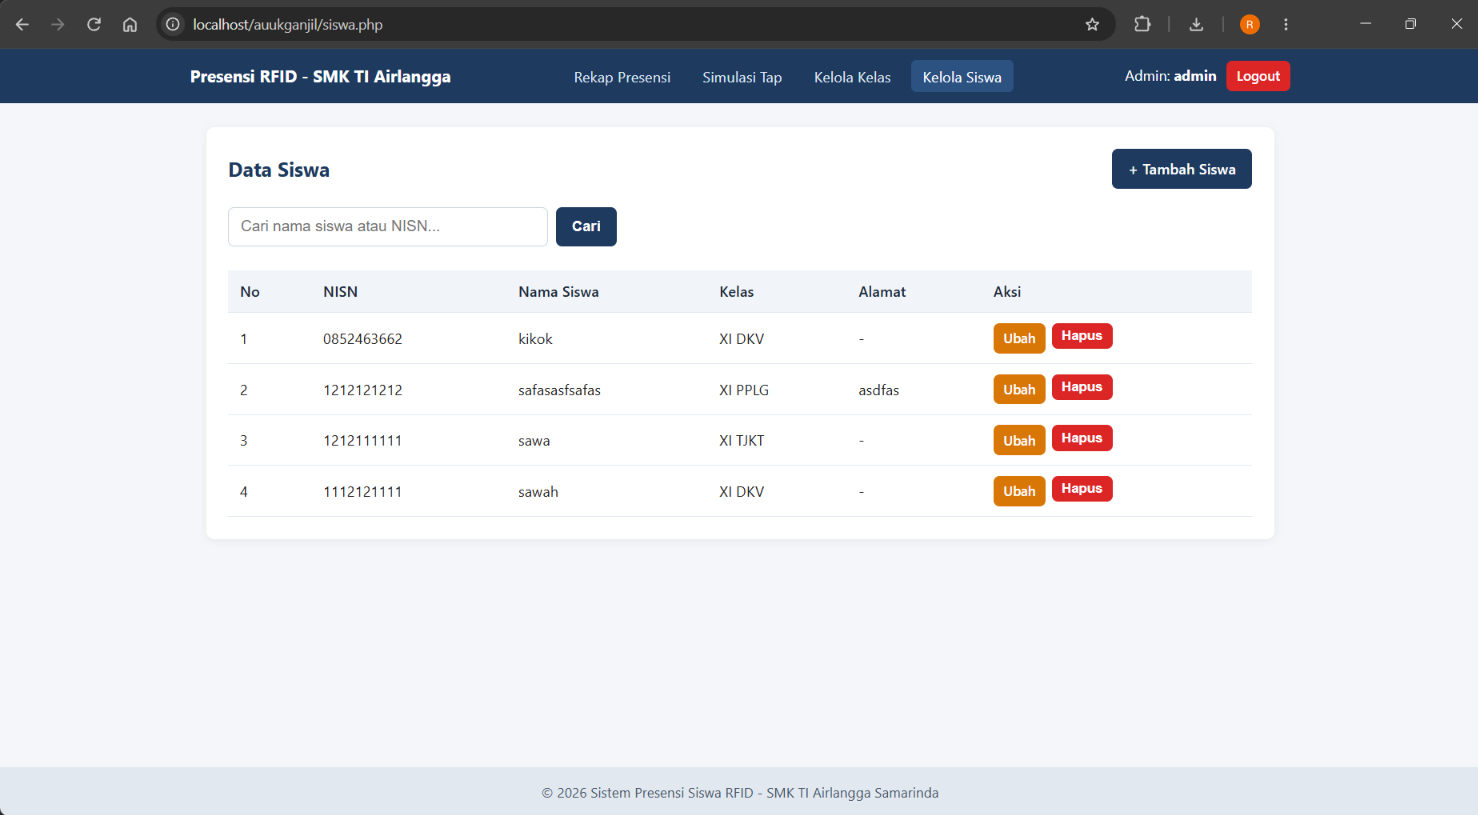 localhost/auukganjil/siswa.php
R
Presensi RFID - SMK TI Airlangga
Rekap Presensi
Simulasi Tap
Kelola Kelas
Kelola Siswa
Admin: admin
Logout
Data Siswa
+ Tambah Siswa
Cari nama siswa atau NISN...
Cari
No NISN Nama Siswa Kelas Alamat Aksi
1 0852463662 kikok XI DKV - Ubah Hapus
2 1212121212 safasasfsafas XI PPLG asdfas Ubah Hapus
3 1212111111 sawa XI TJKT - Ubah Hapus
4 1112121111 sawah XI DKV - Ubah Hapus
© 2026 Sistem Presensi Siswa RFID - SMK TI Airlangga Samarinda